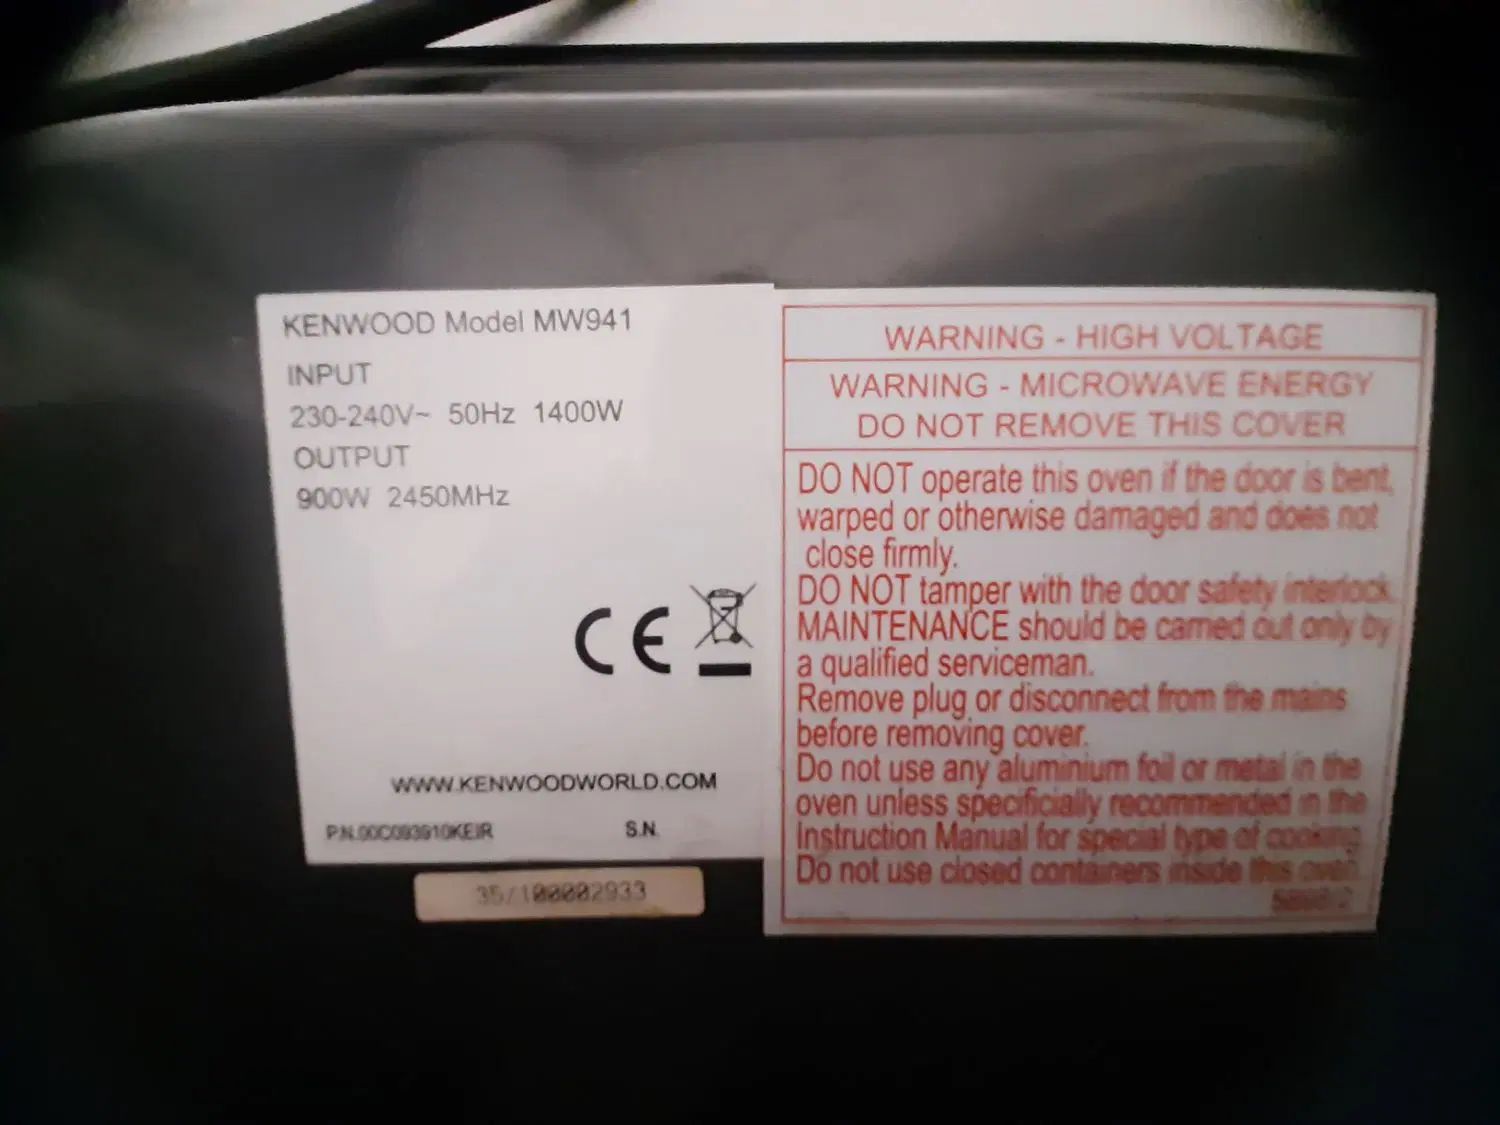 KENWOOD Model MW941
INPUT
230-240V~ 50Hz 1400W
OUTPUT
900W 2450MHz
CE
WWW.KENWOODWORLD.COM
P.N.00C093910KEIR S.N.
35/100002933
WARNING - HIGH VOLTAGE
WARNING - MICROWAVE ENERGY
DO NOT REMOVE THIS COVER
DO NOT operate this oven if the door is bent,
warped or otherwise damaged and does not
close firmly.
DO NOT tamper with the door safety interlock.
MAINTENANCE should be carried out only by
a qualified serviceman.
Remove plug or disconnect from the mains
before removing cover.
Do not use any aluminium foil or metal in the
oven unless specificially recommended in the
Instruction Manual for special type of cooking.
Do not use closed containers inside this oven.